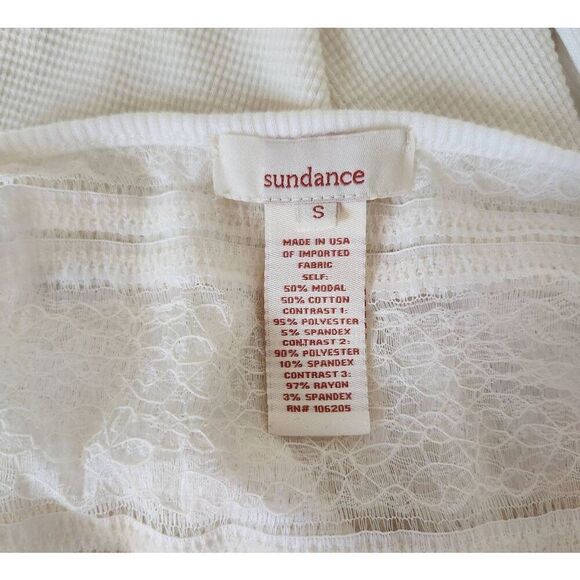 sundance
S
MADE IN USA
OF IMPORTED
FABRIC
SELF:
50% MODAL
50% COTTON
CONTRAST 1:
95% POLYESTER
5% SPANDEX
CONTRAST 2:
90% POLYESTER
10% SPANDEX
CONTRAST 3:
97% RAYON
3% SPANDEX
RN# 106205